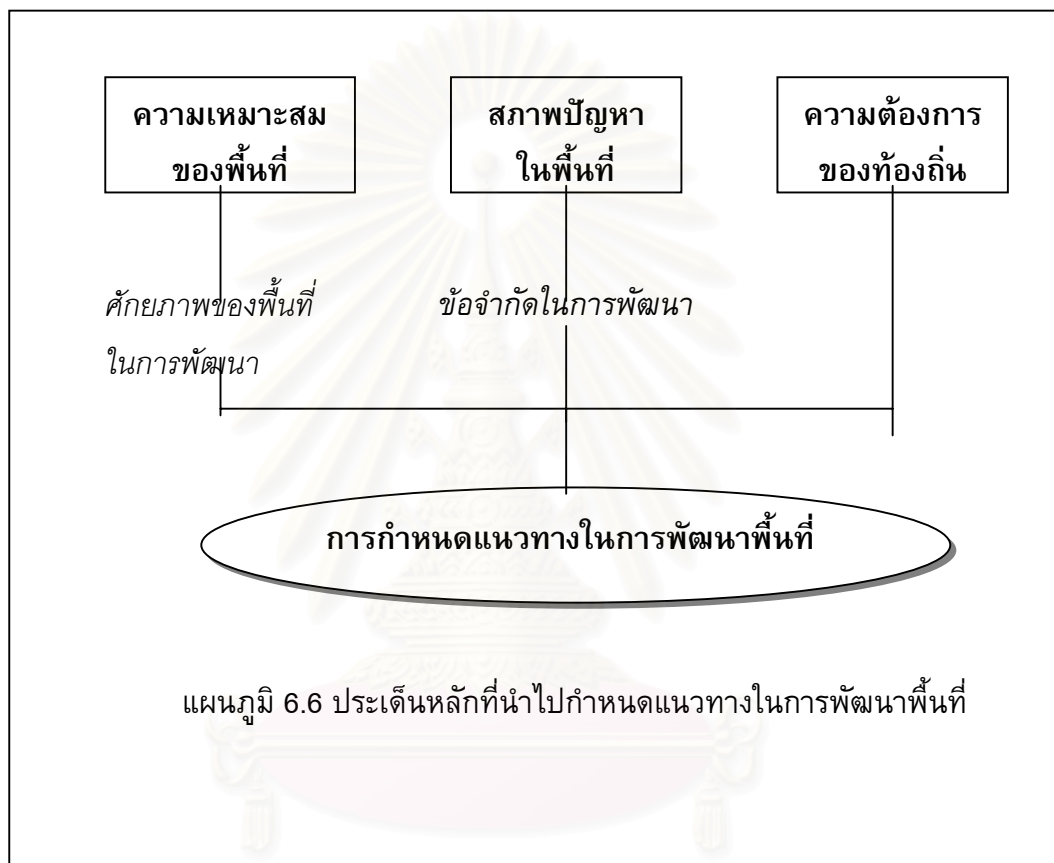 ความเหมาะสม
ของพื้นที่
สภาพปัญหา
ในพื้นที่
ความต้องการ
ของท้องถิ่น
ศักยภาพของพื้นที่
ในการพัฒนา
ข้อจำกัดในการพัฒนา
การกำหนดแนวทางในการพัฒนาพื้นที่
แผนภูมิ 6.6 ประเด็นหลักที่นำไปกำหนดแนวทางในการพัฒนาพื้นที่